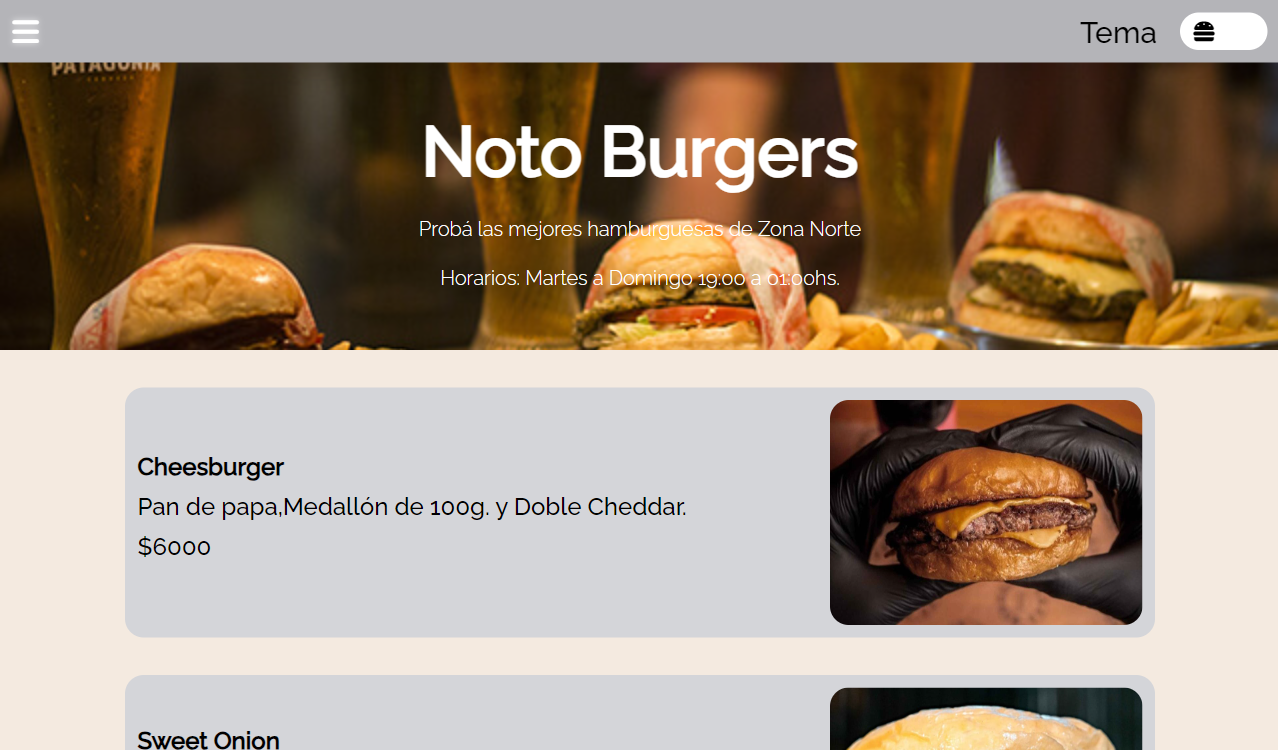 Tema
PATAGONIA
Noto Burgers
Probá las mejores hamburguesas de Zona Norte
Horarios: Martes a Domingo 19:00 a 01:00hs.
Cheesburger
Pan de papa,Medallón de 100g. y Doble Cheddar.
$6000
Sweet Onion